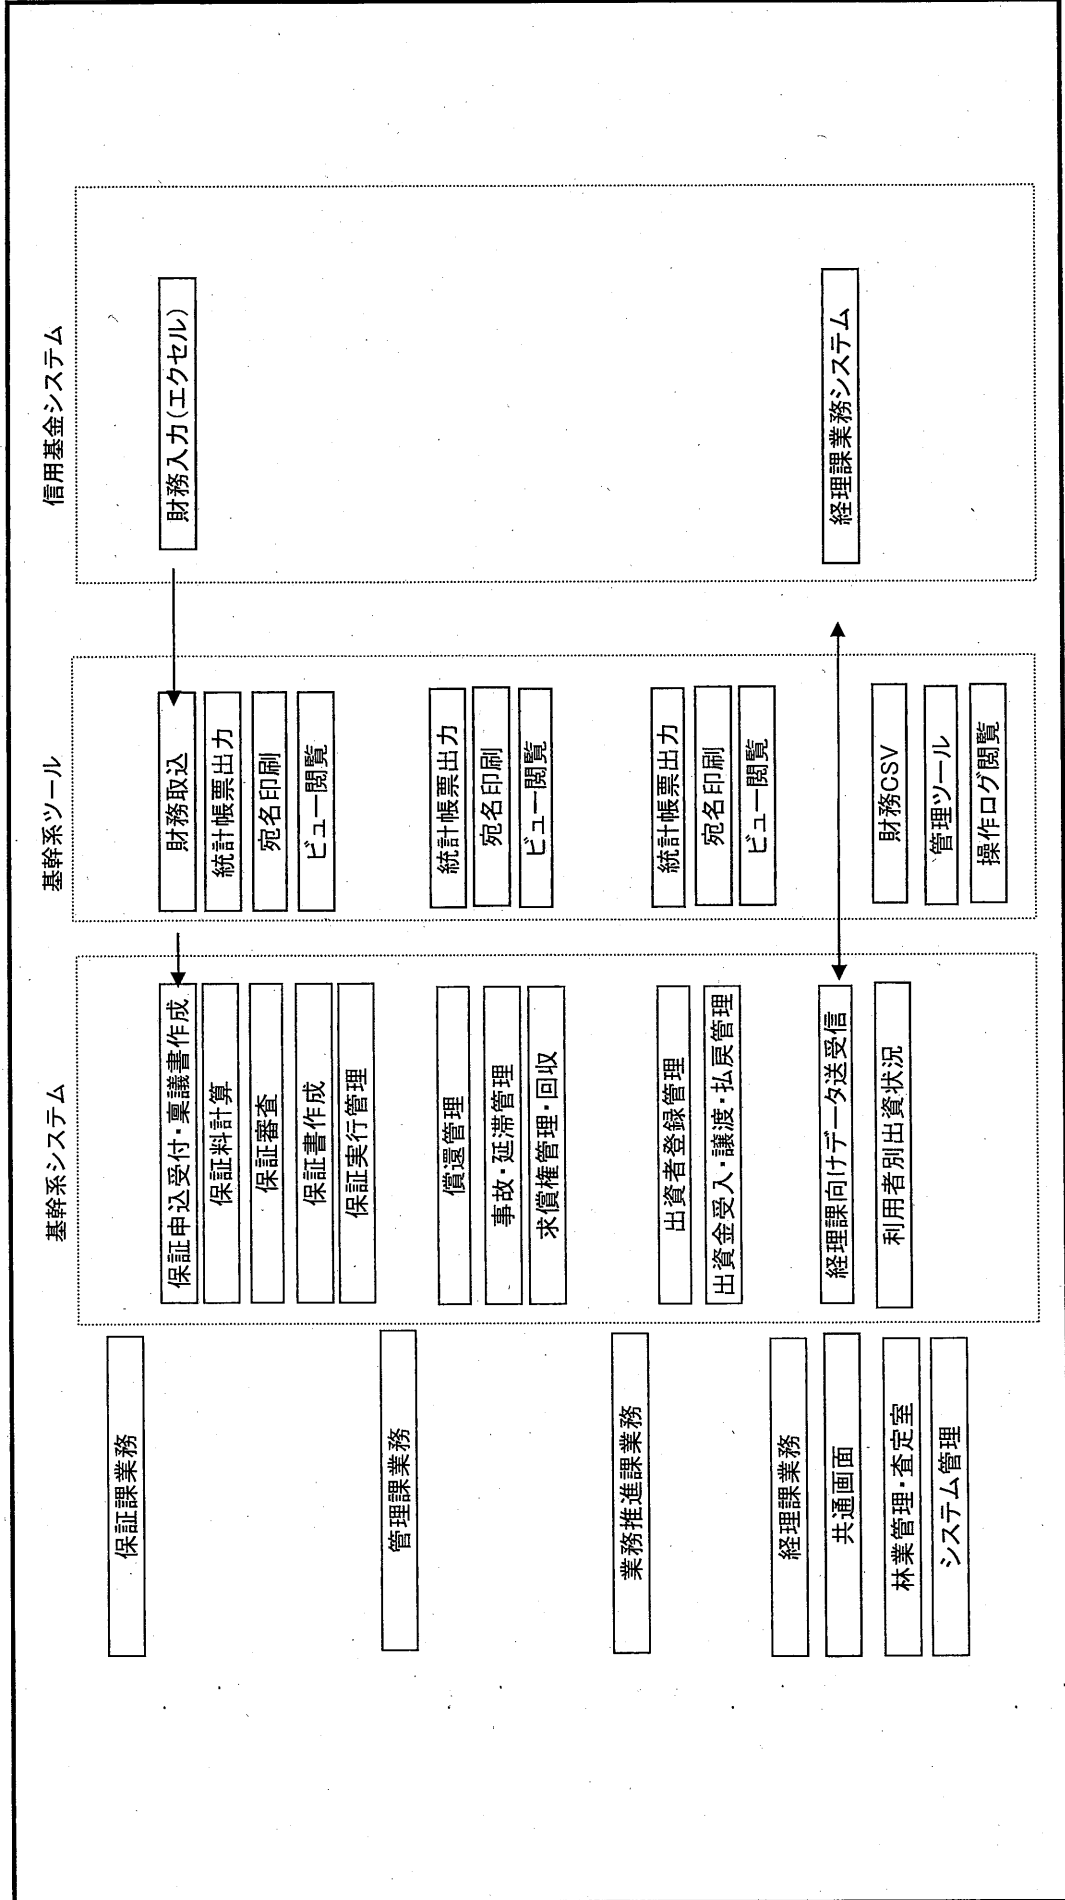 基幹系システム
基幹系ツール
信用基金システム
保証課業務
保証申込受付・稟議書作成
財務取込
財務入力(エクセル)
保証料計算
統計帳票出力
保証審査
宛名印刷
保証書作成
ビュー閲覧
保証実行管理
管理課業務
償還管理
統計帳票出力
事故・延滞管理
宛名印刷
求償権管理・回収
ビュー閲覧
業務推進課業務
出資者登録管理
統計帳票出力
出資金受入・譲渡・払戻管理
宛名印刷
ビュー閲覧
経理課業務
共通画面
経理課向けデータ送受信
経理課業務システム
林業管理・査定室
利用者別出資状況
財務CSV
システム管理
管理ツール
操作ログ閲覧